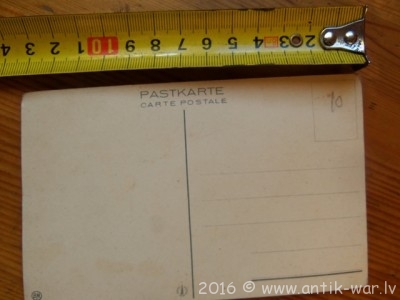 4 3 2 1 10 9 8 7 6 5 4 3 2
PASTKARTE
CARTE POSTALE
10
2016 © www.antik-war.lv